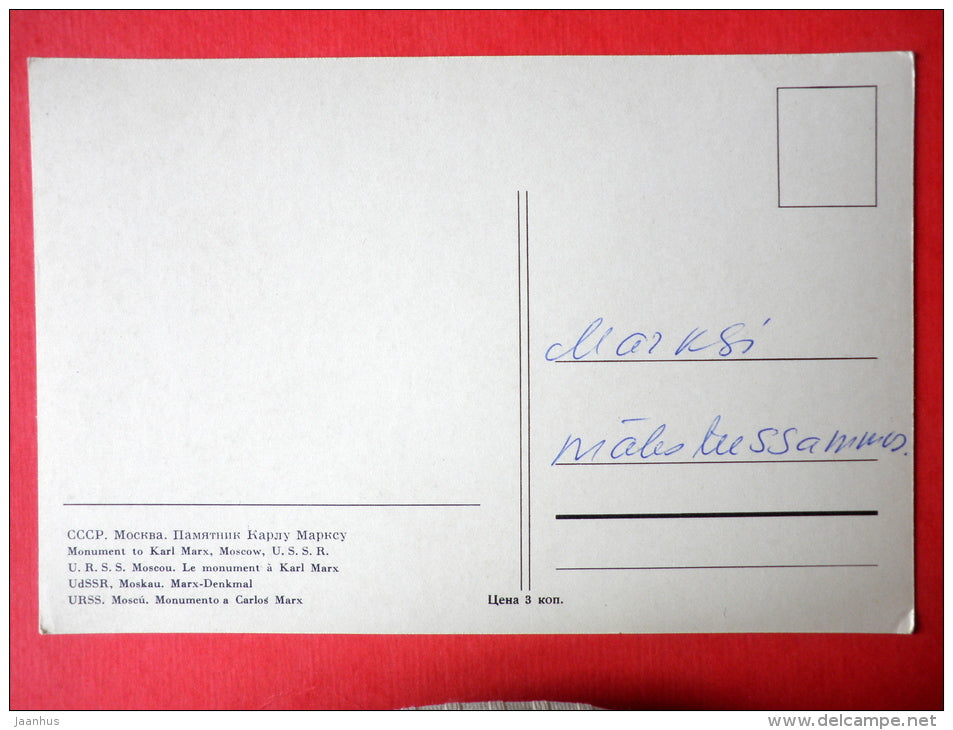 Marksi
mälestussammas.
СССР. Москва. Памятник Карлу Марксу
Monument to Karl Marx, Moscow, U. S. S. R.
U. R. S. S. Moscou. Le monument à Karl Marx
UdSSR, Moskau. Marx-Denkmal
URSS. Moscú. Monumento a Carlos Marx
Цена 3 коп.
Jaanhus
www.delcampe.net